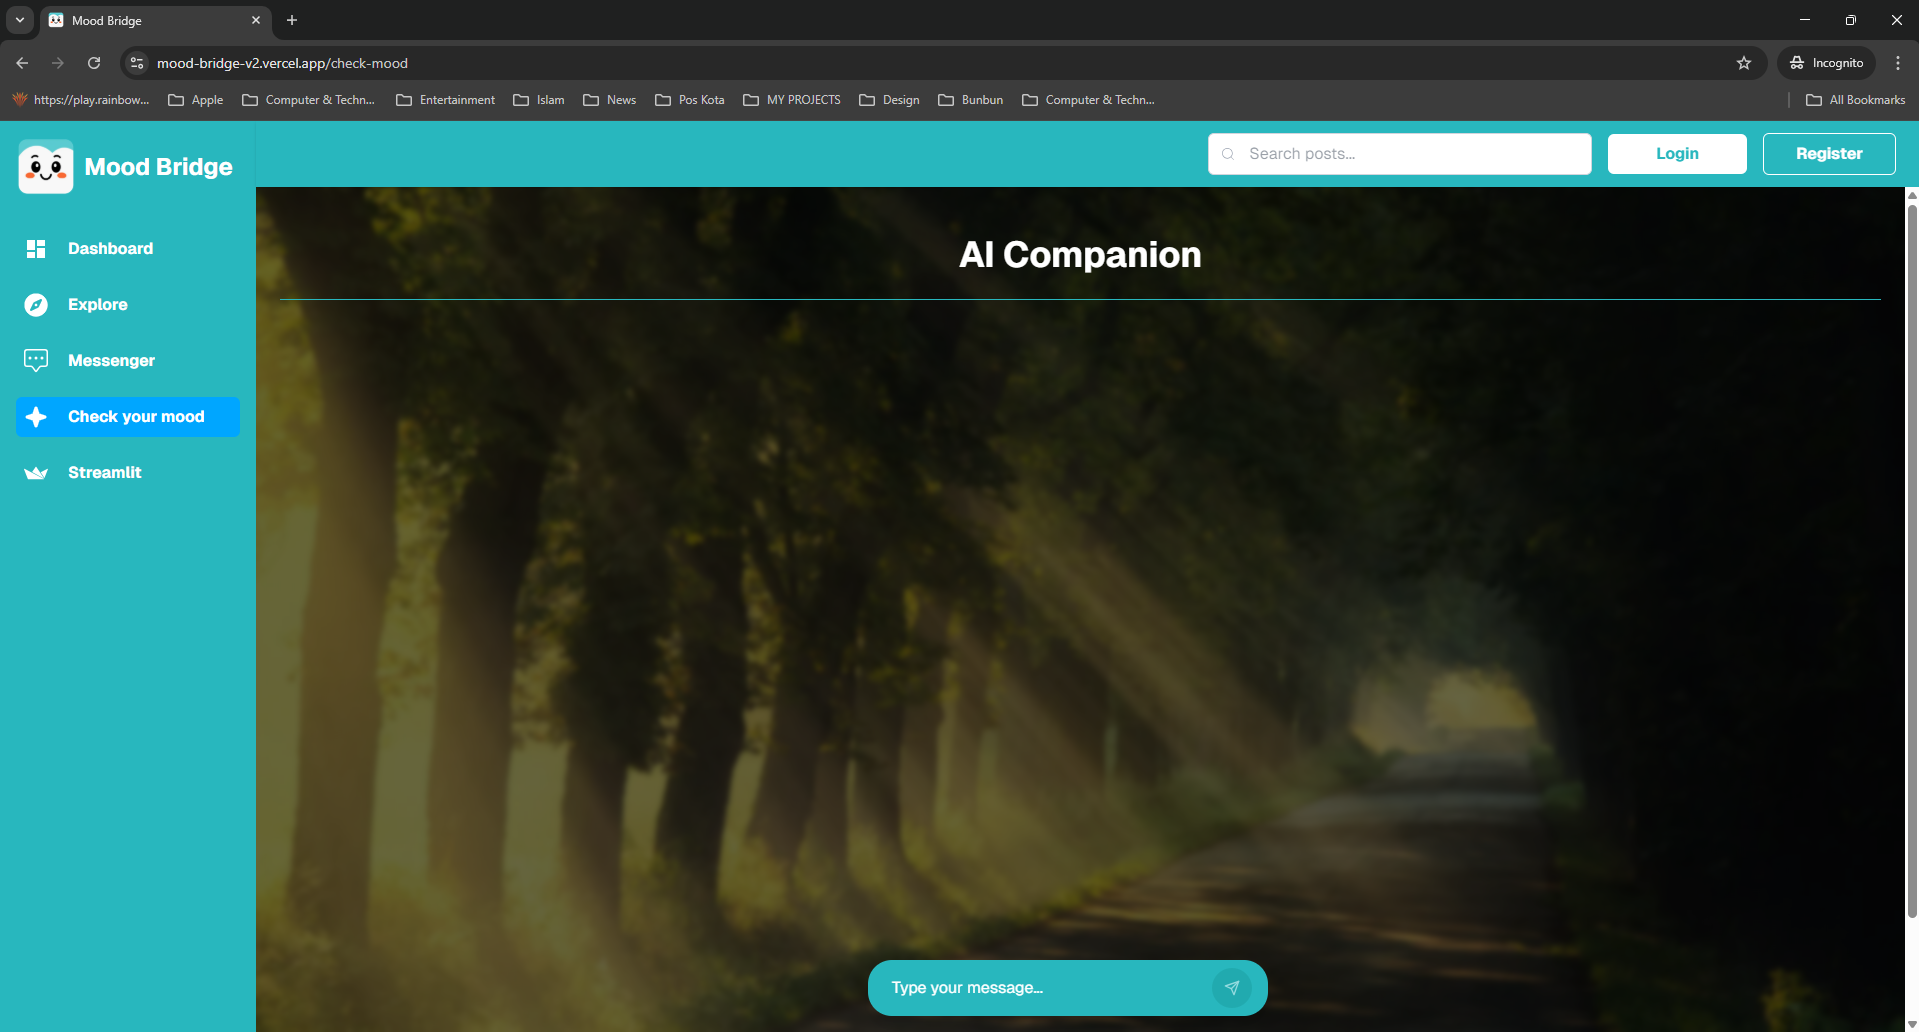 Mood Bridge
mood-bridge-v2.vercel.app/check-mood
Incognito
https://play.rainbow...
Apple
Computer & Techn...
Entertainment
Islam
News
Pos Kota
MY PROJECTS
Design
Bunbun
Computer & Techn...
All Bookmarks
Mood Bridge
Search posts...
Login
Register
Dashboard
Explore
Messenger
Check your mood
Streamlit
AI Companion
Type your message...